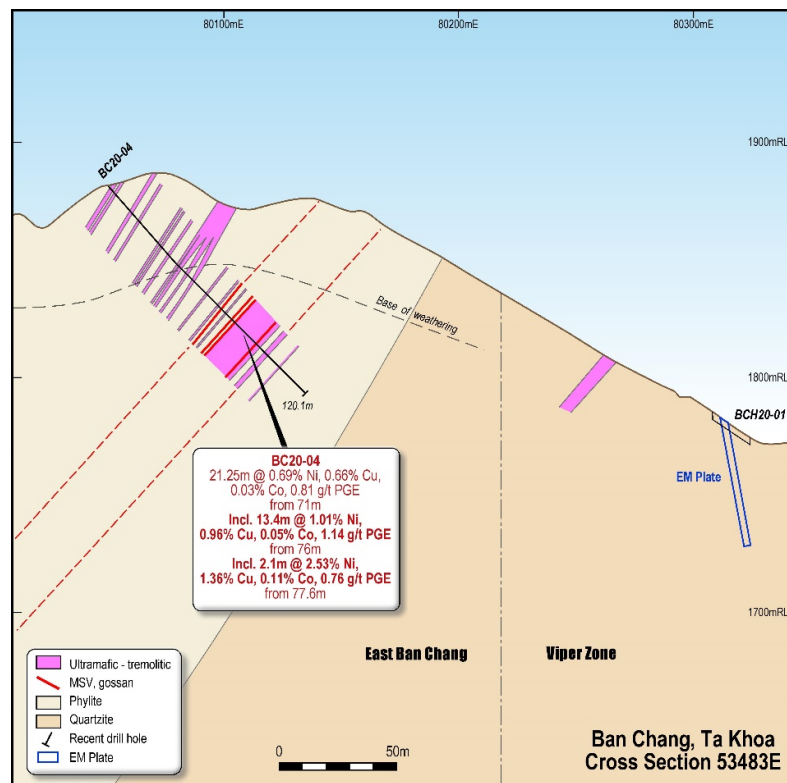 80100mE
80200mE
80300mE
1900mRL
BC20-04
Base of weathering
1800mRL
120.1m
BCH20-01
EM Plate
BC20-04
21.25m @ 0.69% Ni, 0.66% Cu,
0.03% Co, 0.81 g/t PGE
from 71m
Incl. 13.4m @ 1.01% Ni,
0.96% Cu, 0.05% Co, 1.14 g/t PGE
from 76m
Incl. 2.1m @ 2.53% Ni,
1.36% Cu, 0.11% Co, 0.76 g/t PGE
from 77.6m
1700mRL
East Ban Chang
Viper Zone
Ultramafic - tremolitic
MSV, gossan
Phylite
Quartzite
Recent drill hole
EM Plate
0
50m
Ban Chang, Ta Khoa
Cross Section 53483E